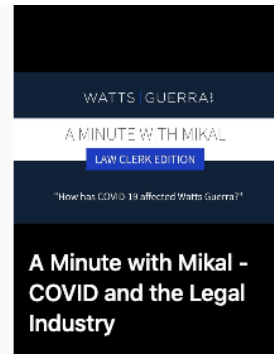 WATTS GUERRA
A MINUTE WITH MIKAL
LAW CLERK EDITION
"How has COVID-19 affected Watts Guerra?"
A Minute with Mikal -
COVID and the Legal
Industry